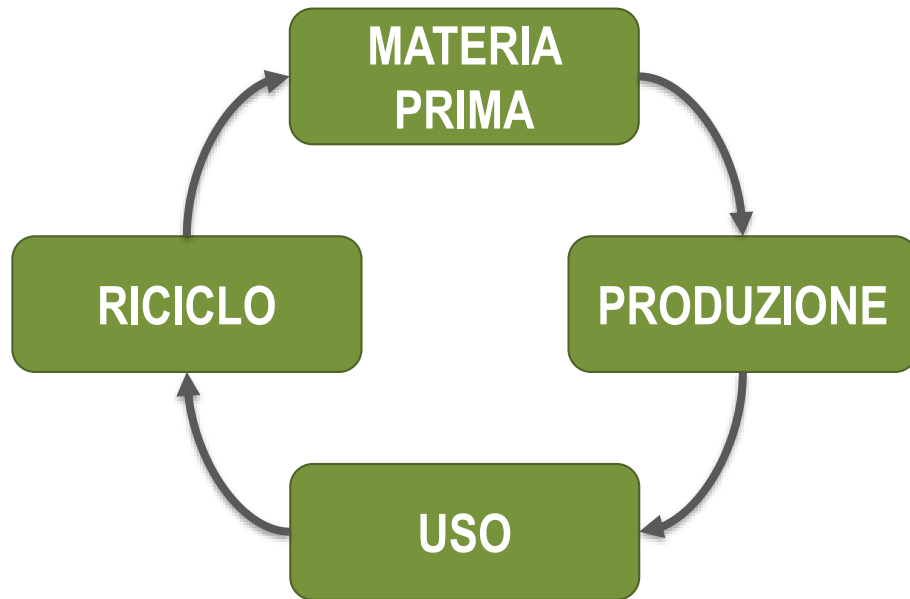 MATERIA
PRIMA
RICICLO
PRODUZIONE
USO